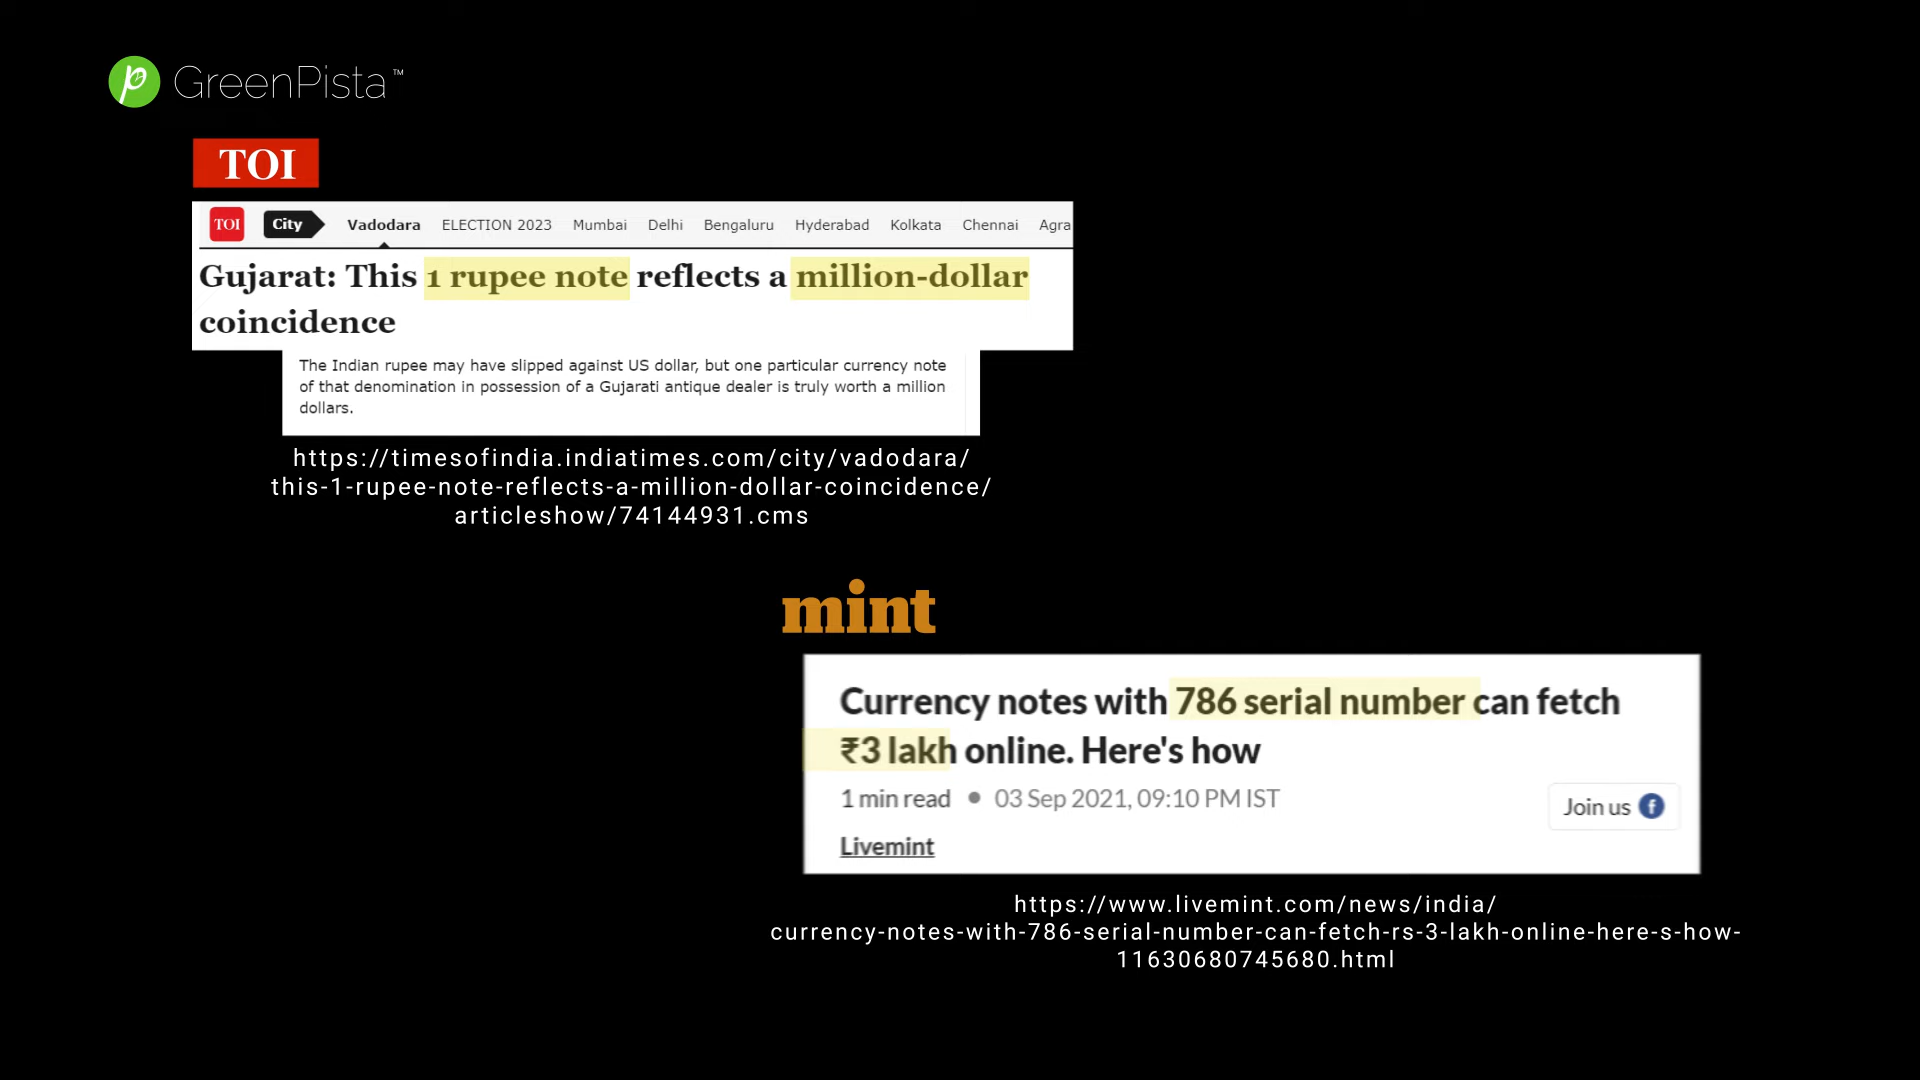 GreenPista™
TOI
TOI City Vadodara ELECTION 2023 Mumbai Delhi Bengaluru Hyderabad Kolkata Chennai Agra
Gujarat: This 1 rupee note reflects a million-dollar
coincidence
The Indian rupee may have slipped against US dollar, but one particular currency note
of that denomination in possession of a Gujarati antique dealer is truly worth a million
dollars.
https://timesofindia.indiatimes.com/city/vadodara/
this-1-rupee-note-reflects-a-million-dollar-coincidence/
articleshow/74144931.cms
mint
Currency notes with 786 serial number can fetch
₹3 lakh online. Here's how
1 min read • 03 Sep 2021, 09:10 PM IST
Join us f
Livemint
https://www.livemint.com/news/india/
currency-notes-with-786-serial-number-can-fetch-rs-3-lakh-online-here-s-how-
11630680745680.html